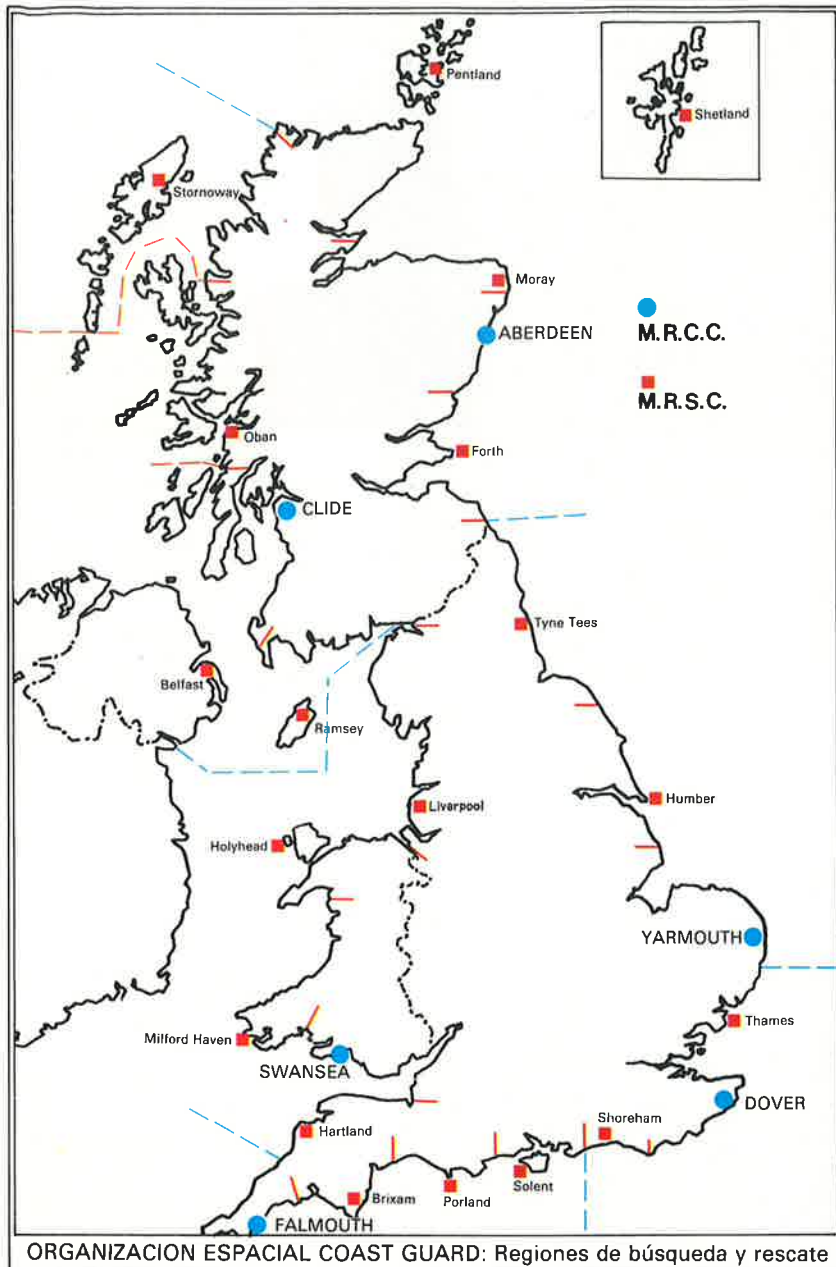 Pentland
Shetland
Stornoway
Moray
ABERDEEN
M.R.C.C.
M.R.S.C.
Oban
Forth
CLIDE
Tyne Tees
Belfast
Ramsey
Liverpool
Humber
Holyhead
YARMOUTH
Thames
Milford Haven
SWANSEA
DOVER
Hartland
Shoreham
Solent
Porland
Brixam
FALMOUTH
ORGANIZACION ESPACIAL COAST GUARD: Regiones de búsqueda y rescate